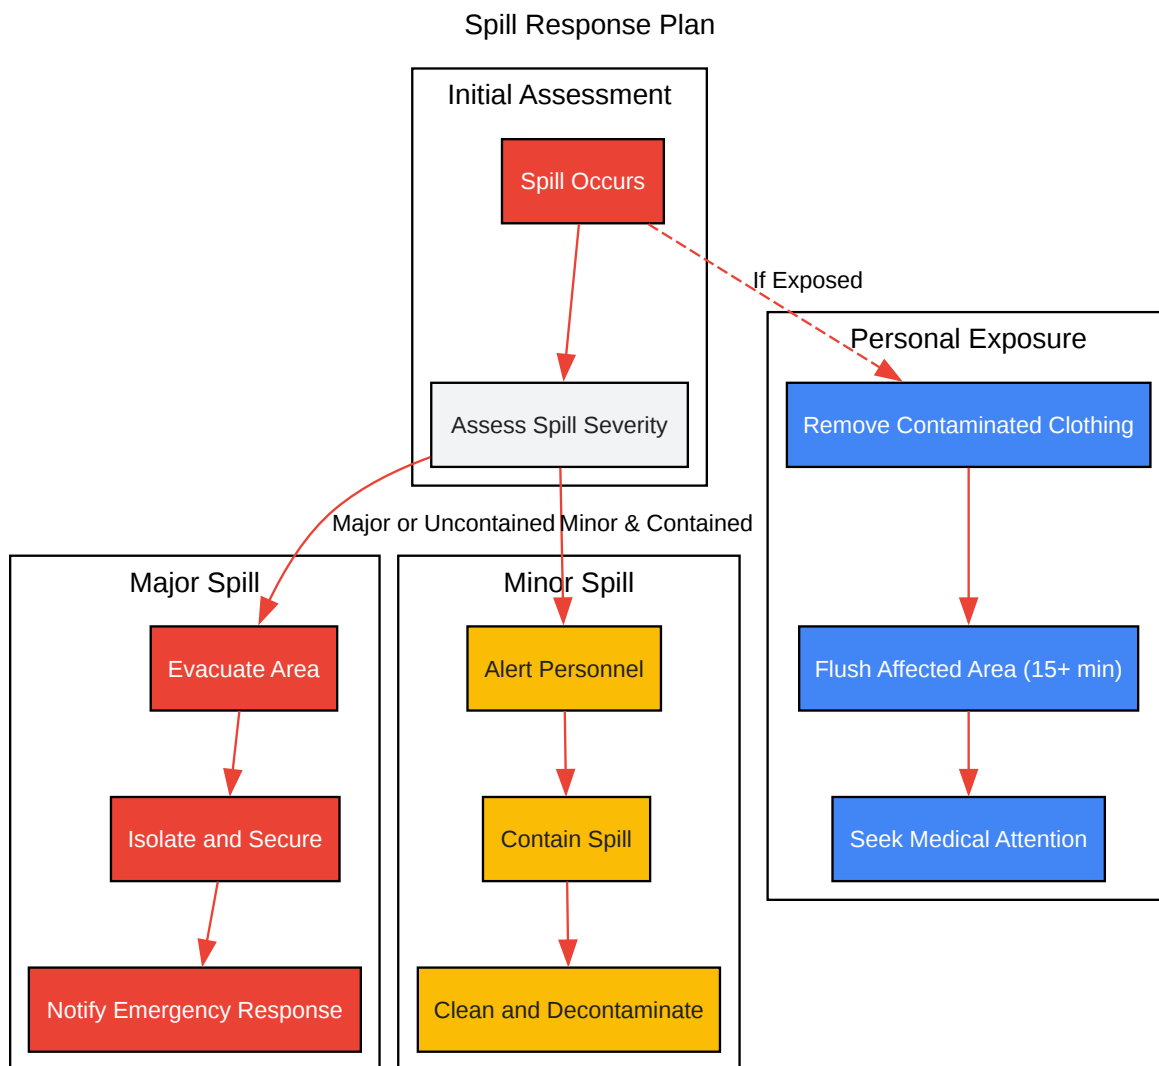 Spill Response Plan
Initial Assessment
Spill Occurs
If Exposed
Personal Exposure
Assess Spill Severity
Remove Contaminated Clothing
Major or Uncontained
Minor & Contained
Major Spill
Minor Spill
Evacuate Area
Alert Personnel
Flush Affected Area (15+ min)
Isolate and Secure
Contain Spill
Seek Medical Attention
Notify Emergency Response
Clean and Decontaminate